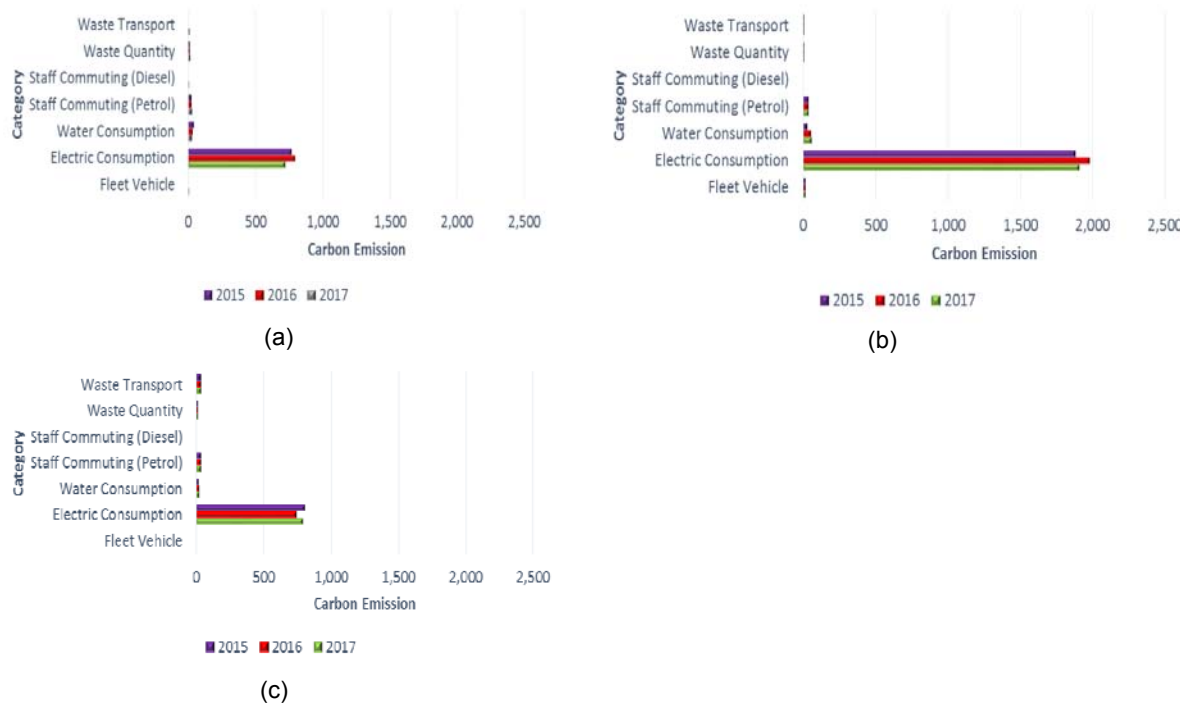 Category
Waste Transport
Waste Quantity
Staff Commuting (Diesel)
Staff Commuting (Petrol)
Water Consumption
Electric Consumption
Fleet Vehicle
0 500 1,000 1,500 2,000 2,500
Carbon Emission
2015 2016 2017
(a)
Category
Waste Transport
Waste Quantity
Staff Commuting (Diesel)
Staff Commuting (Petrol)
Water Consumption
Electric Consumption
Fleet Vehicle
0 500 1,000 1,500 2,000 2,500
Carbon Emission
2015 2016 2017
(b)
Category
Waste Transport
Waste Quantity
Staff Commuting (Diesel)
Staff Commuting (Petrol)
Water Consumption
Electric Consumption
Fleet Vehicle
0 500 1,000 1,500 2,000 2,500
Carbon Emission
2015 2016 2017
(c)